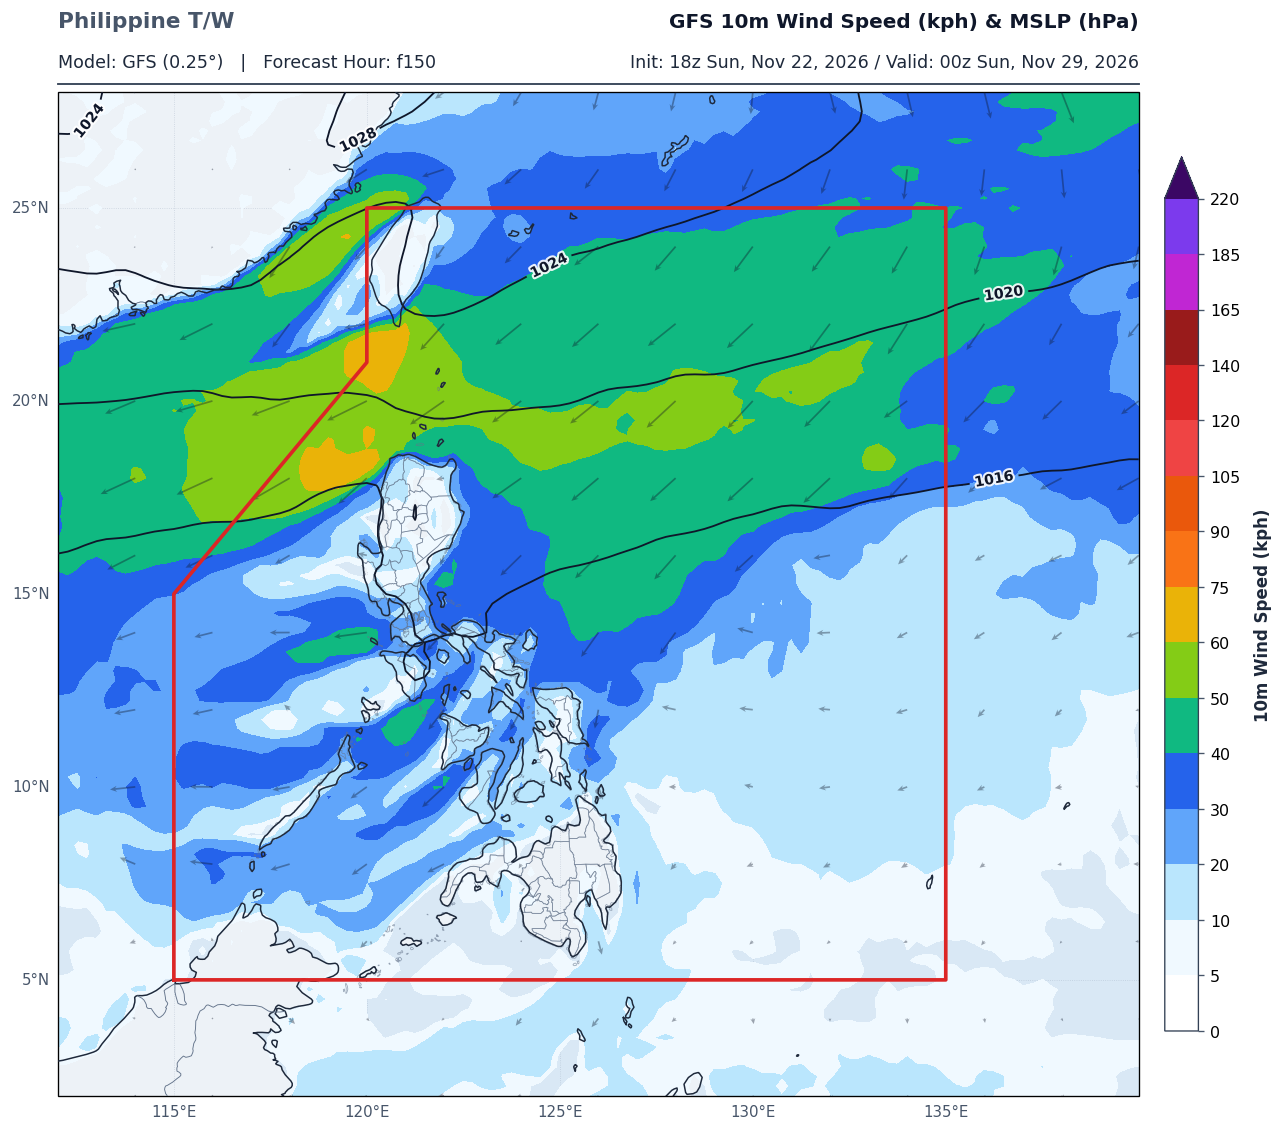 Philippine T/W
GFS 10m Wind Speed (kph) & MSLP (hPa)
Model: GFS (0.25°) | Forecast Hour: f150
Init: 18z Sun, Nov 22, 2026 / Valid: 00z Sun, Nov 29, 2026
1024
1028
1024
1020
1016
25°N
20°N
15°N
10°N
5°N
115°E
120°E
125°E
130°E
135°E
220
185
165
140
120
105
90
75
60
50
40
30
20
10
5
0
10m Wind Speed (kph)